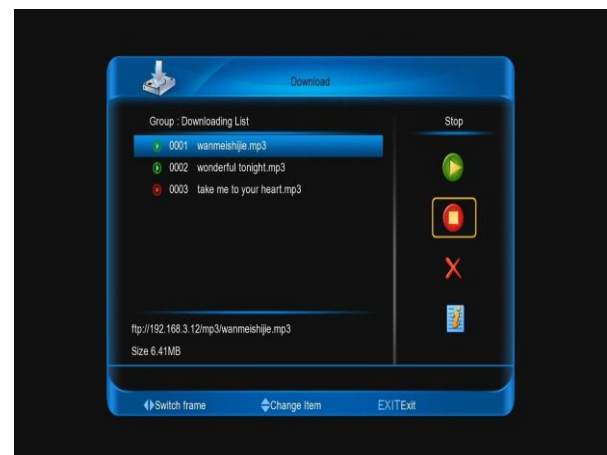 Download
Group : Downloading List
Stop
0001 wanmeishijie.mp3
0002 wonderful tonight.mp3
0003 take me to your heart.mp3
ftp://192.168.3.12/mp3/wanmeishijie.mp3
Size 6.41MB
Switch frame Change Item EXITExit